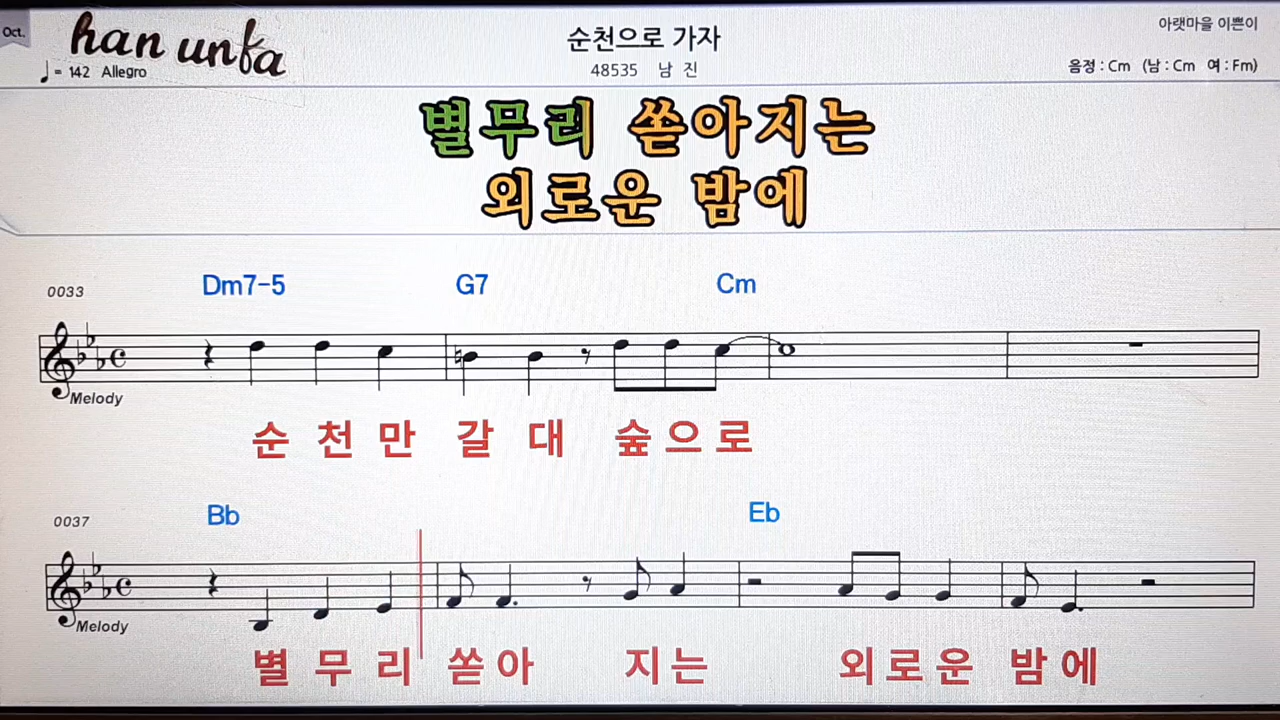 Oct.
han unfa
순천으로 가자
아랫마을 이쁜이
♩= 142 Allegro
48535 남 진
음정 : Cm (남 : Cm 여 : Fm)
별무리 쏟아지는
외로운 밤에
0033 Dm7-5 G7 Cm
Melody
순 천 만 갈 대 숲 으 로
0037 Bb Eb
Melody
별 무 리 쏟 아 지 는 외 로 운 밤 에